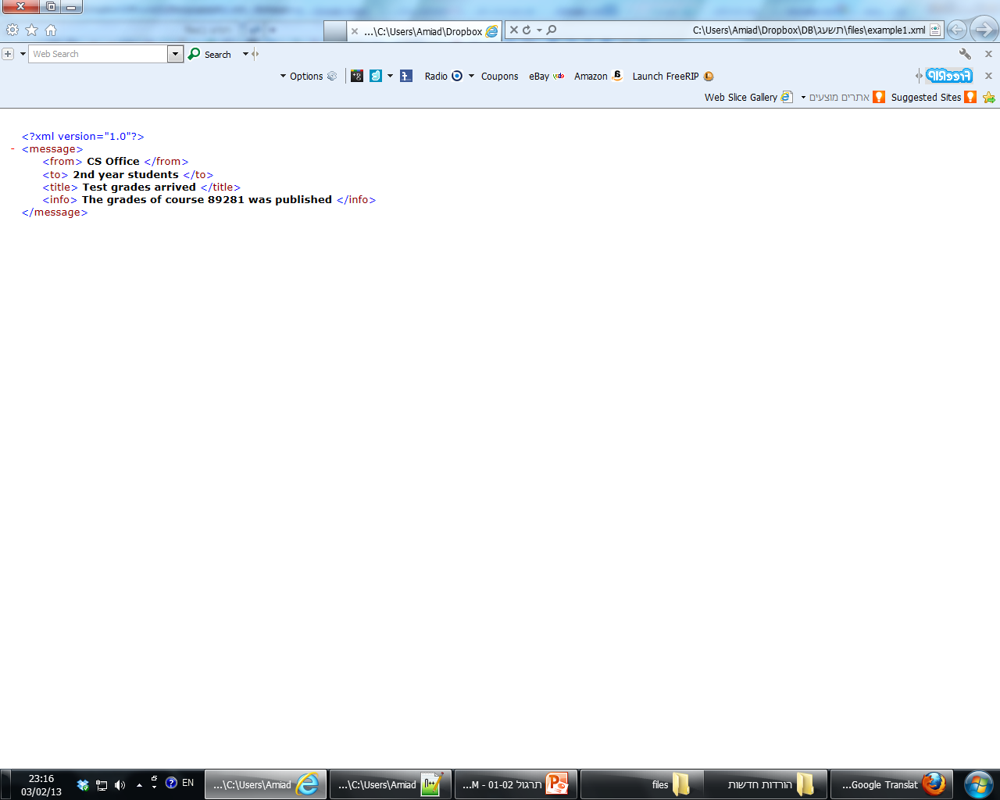 ...\C:\Users\Amiad\Dropbox
C:\Users\Amiad\Dropbox\DB\תשעג\files\example1.xml
Web Search
Search
Options
Radio
Coupons
eBay
Amazon
Launch FreeRIP
FreeRIP
Web Slice Gallery
אתרים מוצעים
Suggested Sites
<?xml version="1.0"?>
- <message>
<from> CS Office </from>
<to> 2nd year students </to>
<title> Test grades arrived </title>
<info> The grades of course 89281 was published </info>
</message>
23:16
03/02/13
EN
...\C:\Users\Amiad
...\C:\Users\Amiad
...M - 01-02 תרגול
files
הורדות חדשות
...Google Translat